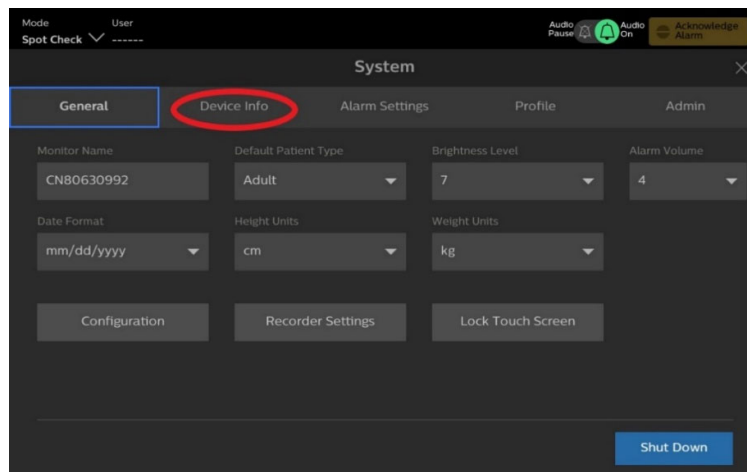 Mode
User
Spot Check
------
Audio
Pause
Audio
On
Acknowledge
Alarm
System
General
Device Info
Alarm Settings
Profile
Admin
Monitor Name
Default Patient Type
Brightness Level
Alarm Volume
CN80630992
Adult
7
4
Date Format
Height Units
Weight Units
mm/dd/yyyy
cm
kg
Configuration
Recorder Settings
Lock Touch Screen
Shut Down